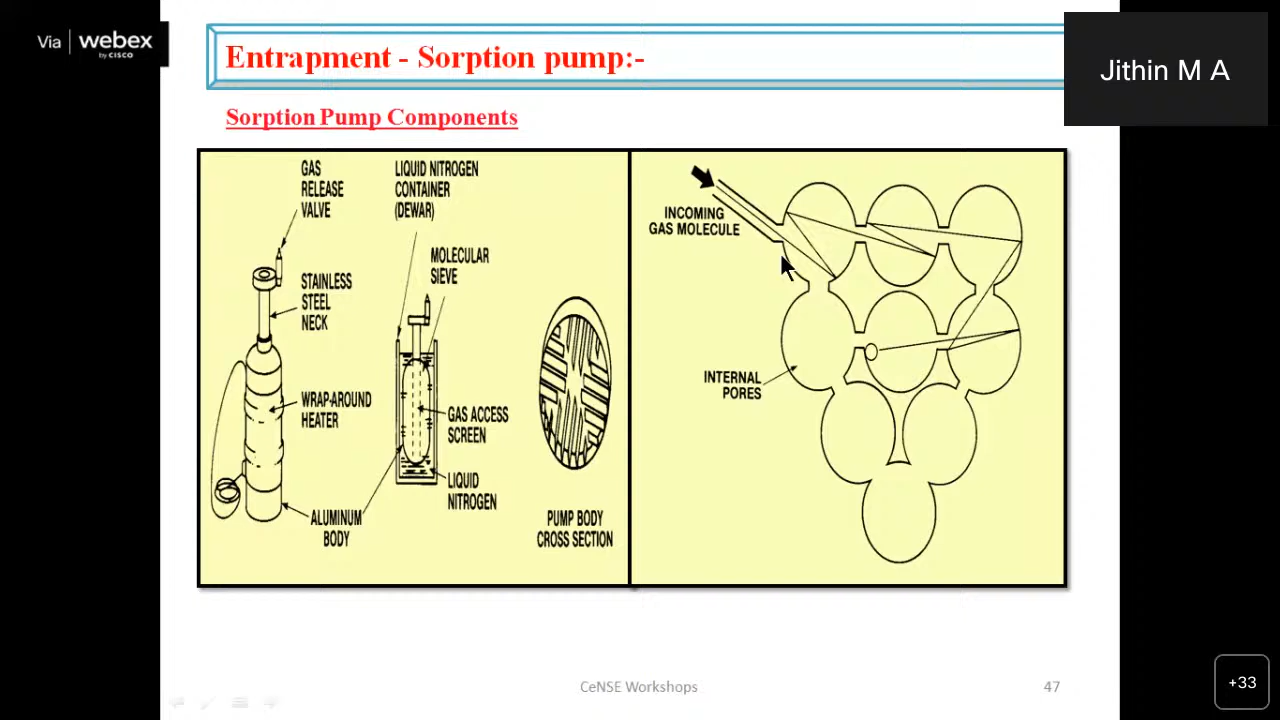 Via webex
by CISCO
Entrapment - Sorption pump:-
Jithin M A
Sorption Pump Components
GAS
RELEASE
VALVE
LIQUID NITROGEN
CONTAINER
(DEWAR)
MOLECULAR
SIEVE
STAINLESS
STEEL
NECK
WRAP-AROUND
HEATER
GAS ACCESS
SCREEN
LIQUID
NITROGEN
ALUMINUM
BODY
PUMP BODY
CROSS SECTION
INCOMING
GAS MOLECULE
INTERNAL
PORES
CeNSE Workshops
47
+33